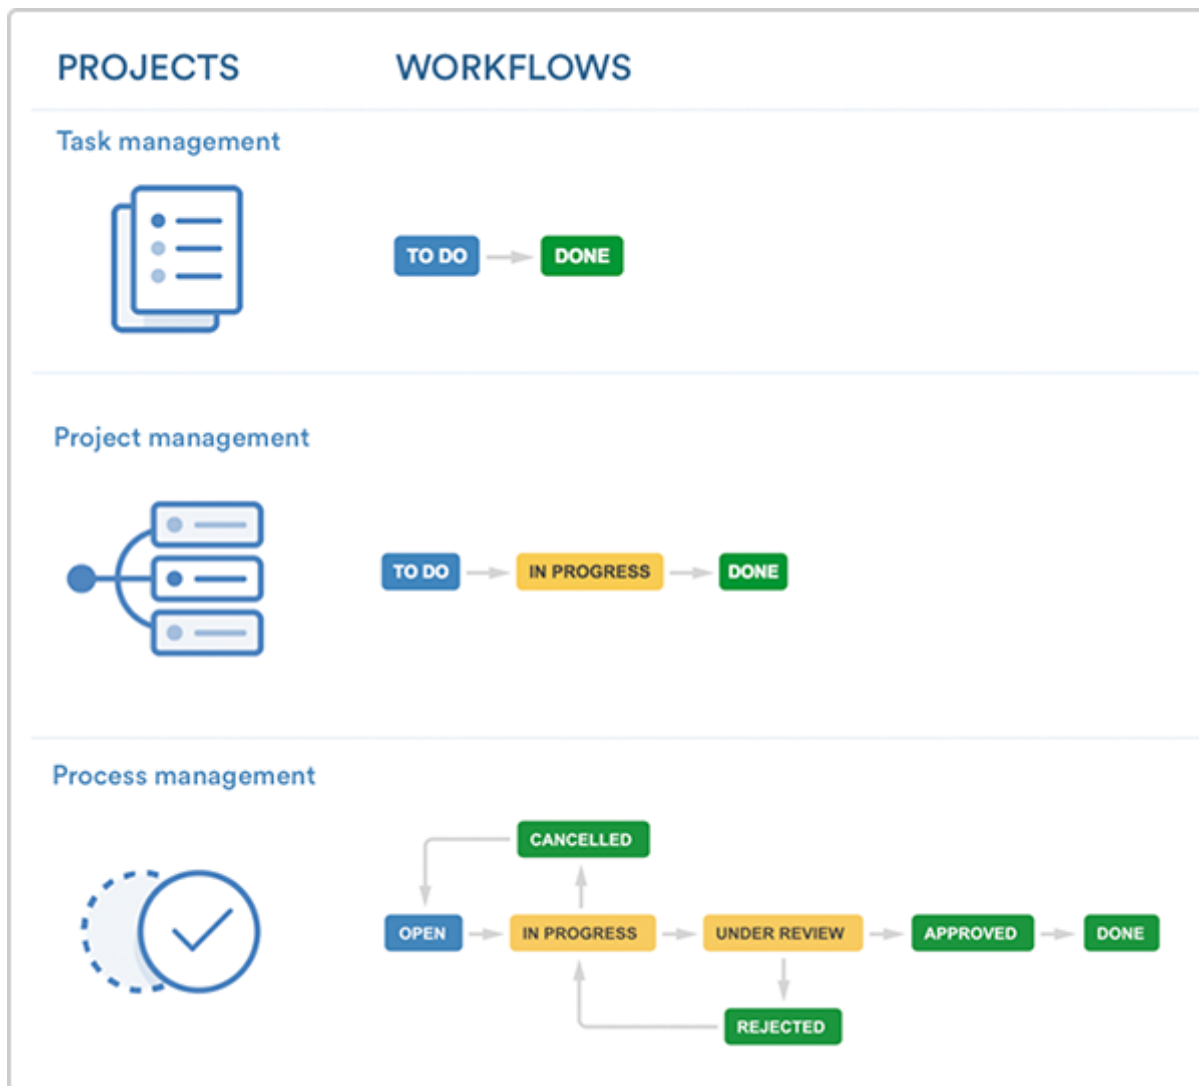 PROJECTS
WORKFLOWS
Task management
TO DO
DONE
Project management
TO DO
IN PROGRESS
DONE
Process management
CANCELLED
OPEN
IN PROGRESS
UNDER REVIEW
APPROVED
DONE
REJECTED